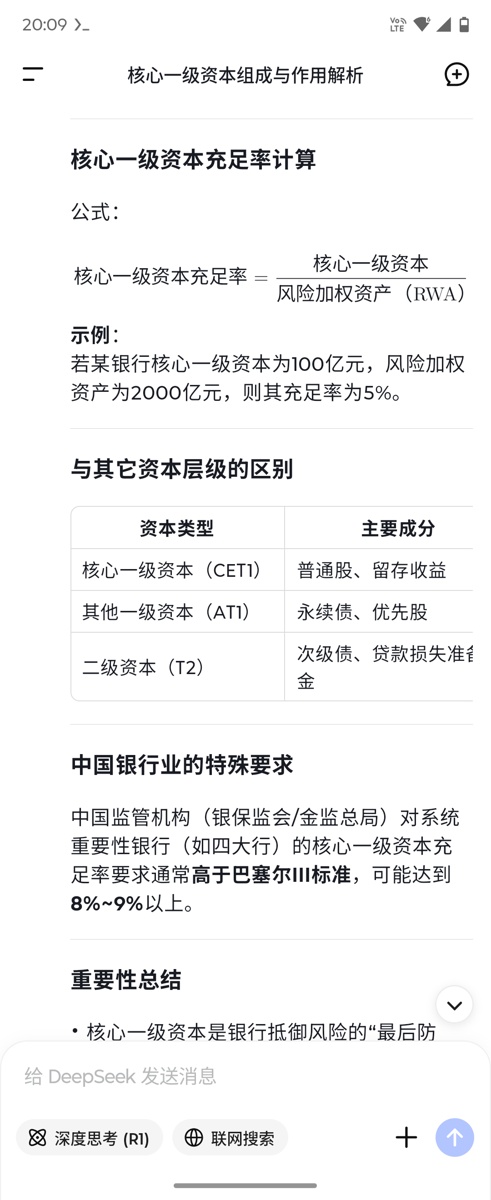 20:09
Vo LTE
核心一级资本组成与作用解析
核心一级资本充足率计算
公式：
核心一级资本充足率 = 核心一级资本 / 风险加权资产（RWA）
示例：
若某银行核心一级资本为100亿元，风险加权
资产为2000亿元，则其充足率为5%。
与其它资本层级的区别
资本类型 主要成分
核心一级资本（CET1） 普通股、留存收益
其他一级资本（AT1） 永续债、优先股
二级资本（T2） 次级债、贷款损失准备
金
中国银行业的特殊要求
中国监管机构（银保监会/金监总局）对系统
重要性银行（如四大行）的核心一级资本充
足率要求通常高于巴塞尔III标准，可能达到
8%~9%以上。
重要性总结
• 核心一级资本是银行抵御风险的“最后防
给 DeepSeek 发送消息
深度思考 (R1) 联网搜索